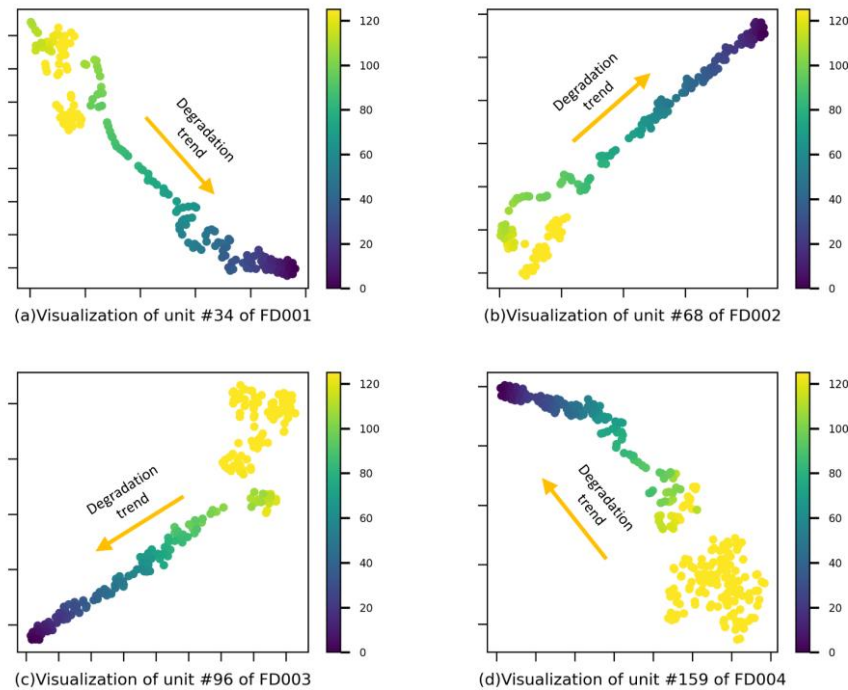 120
100
80
60
40
20
0
Degradation
trend
(a)Visualization of unit #34 of FD001
120
100
80
60
40
20
0
Degradation
trend
(b)Visualization of unit #68 of FD002
120
100
80
60
40
20
0
Degradation
trend
(c)Visualization of unit #96 of FD003
120
100
80
60
40
20
0
Degradation
trend
(d)Visualization of unit #159 of FD004